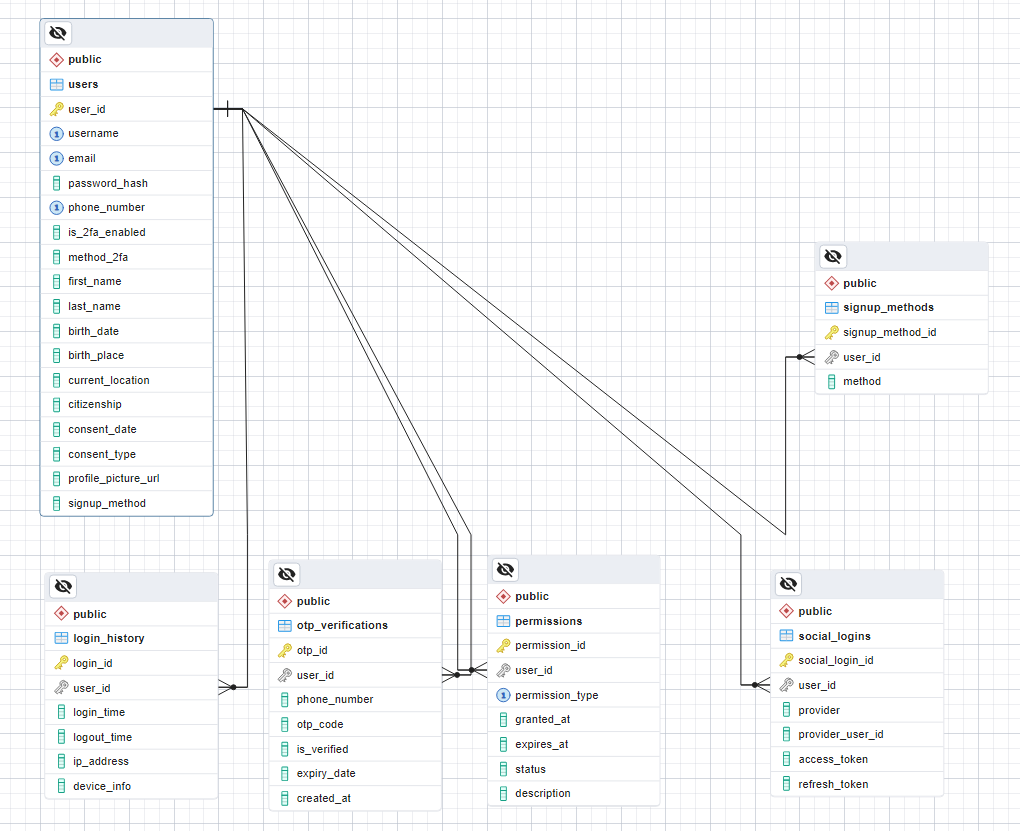 public
users
user_id
username
email
password_hash
phone_number
is_2fa_enabled
method_2fa
first_name
last_name
birth_date
birth_place
current_location
citizenship
consent_date
consent_type
profile_picture_url
signup_method
public
signup_methods
signup_method_id
user_id
method
public
login_history
login_id
user_id
login_time
logout_time
ip_address
device_info
public
otp_verifications
otp_id
user_id
phone_number
otp_code
is_verified
expiry_date
created_at
public
permissions
permission_id
user_id
permission_type
granted_at
expires_at
status
description
public
social_logins
social_login_id
user_id
provider
provider_user_id
access_token
refresh_token